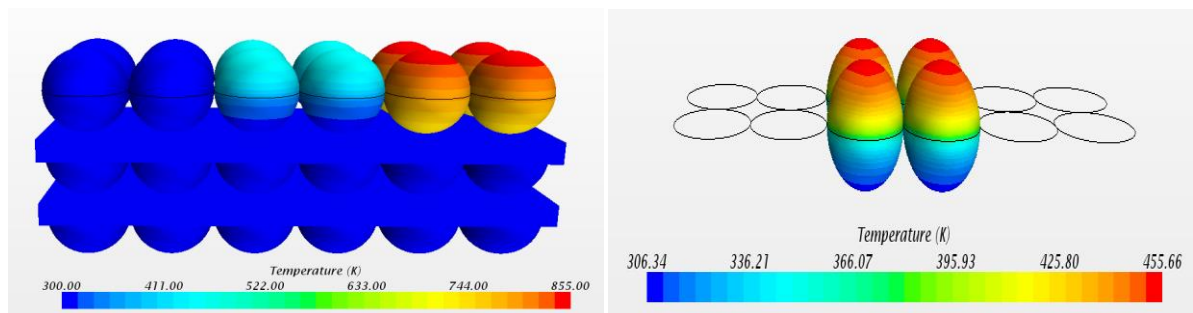 Temperature (K)
300.00 411.00 522.00 633.00 744.00 855.00
Temperature (K)
306.34 336.21 366.07 395.93 425.80 455.66